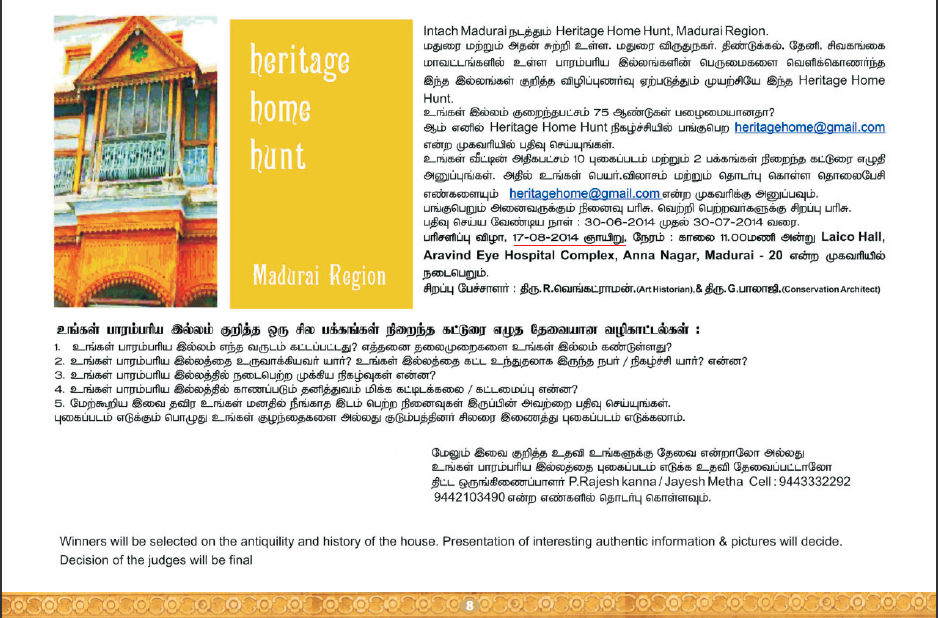 heritage
home
hunt
Madurai Region
Intach Madurai நடத்தும் Heritage Home Hunt, Madurai Region.
மதுரை மற்றும் அதன் சுற்றி உள்ள. மதுரை விருதுநகர். திண்டுக்கல், தேனி, சிவகங்கை
மாவட்டங்களில் உள்ள பாரம்பரிய இல்லங்களின் பெருமைகளை வெளிக்கொணர்ந்த
இந்த இல்லங்கள் குறித்த விழிப்புணர்வு ஏற்படுத்தும் முயற்சியே இந்த Heritage Home
Hunt.
உங்கள் இல்லம் குறைந்தபட்சம் 75 ஆண்டுகள் பழைமையானதா?
ஆம் எனில் Heritage Home Hunt நிகழ்ச்சியில் பங்குபெற heritagehome@gmail.com
என்ற முகவரியில் பதிவு செய்யுங்கள்.
உங்கள் வீட்டின் அதிகபட்சம் 10 புகைப்படம் மற்றும் 2 பக்கங்கள் நிறைந்த கட்டுரை எழுதி
அனுப்புங்கள். அதில் உங்கள் பெயர்.விலாசம் மற்றும் தொடர்பு கொள்ள தொலைபேசி
எண்களையும் heritagehome@gmail.com என்ற முகவரிக்கு அனுப்பவும்.
பங்குபெறும் அனைவருக்கும் நினைவு பரிசு. வெற்றி பெற்றவர்களுக்கு சிறப்பு பரிசு.
பதிவு செய்ய வேண்டிய நாள் : 30-06-2014 முதல் 30-07-2014 வரை.
பரிசளிப்பு விழா, 17-08-2014 ஞாயிறு, நேரம் : காலை 11.00மணி அன்று Laico Hall,
Aravind Eye Hospital Complex, Anna Nagar, Madurai - 20 என்ற முகவரியில்
நடைபெறும்.
சிறப்பு பேச்சாளர் : திரு.R.வெங்கட்ராமன்.(Art Historian),& திரு.G.பாலாஜி.(Conservation Architect)
உங்கள் பாரம்பரிய இல்லம் குறித்த ஒரு சில பக்கங்கள் நிறைந்த கட்டுரை எழுத தேவையான வழிகாட்டல்கள் :
1. உங்கள் பாரம்பரிய இல்லம் எந்த வருடம் கட்டப்பட்டது? எத்தனை தலைமுறைகளை உங்கள் இல்லம் கண்டுள்ளது?
2. உங்கள் பாரம்பரிய இல்லத்தை உருவாக்கியவர் யார்? உங்கள் இல்லத்தை கட்ட உந்துதலாக இருந்த நபர் / நிகழ்ச்சி யார்? என்ன?
3. உங்கள் பாரம்பரிய இல்லத்தில் நடைபெற்ற முக்கிய நிகழ்வுகள் என்ன?
4. உங்கள் பாரம்பரிய இல்லத்தில் காணப்படும் தனித்துவம் மிக்க கட்டிடக்கலை / கட்டமைப்பு என்ன?
5. மேற்கூறிய இவை தவிர உங்கள் மனதில் நீங்காத இடம் பெற்ற நினைவுகள் இருப்பின் அவற்றை பதிவு செய்யுங்கள்.
புகைப்படம் எடுக்கும் பொழுது உங்கள் குழந்தைகளை அல்லது குடும்பத்தினர் சிலரை இணைத்து புகைப்படம் எடுக்கலாம்.
மேலும் இவை குறித்த உதவி உங்களுக்கு தேவை என்றாலோ அல்லது
உங்கள் பாரம்பரிய இல்லத்தை புகைப்படம் எடுக்க உதவி தேவைப்பட்டாலோ
திட்ட ஒருங்கிணைப்பாளர் P.Rajesh kanna / Jayesh Metha Cell : 9443332292
9442103490 என்ற எண்களில் தொடர்பு கொள்ளவும்.
Winners will be selected on the antiquility and history of the house. Presentation of interesting authentic information & pictures will decide.
Decision of the judges will be final
8